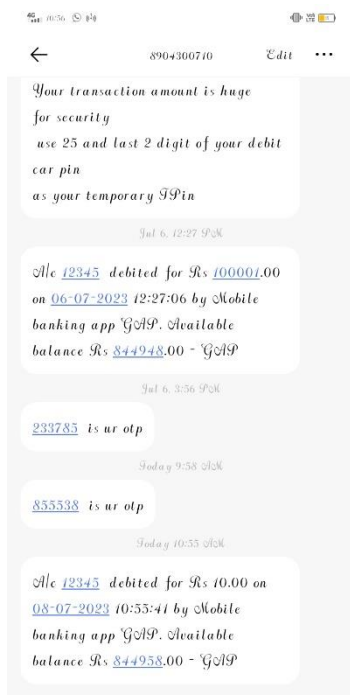 4G 10:56
8904300710 Edit
Your transaction amount is huge
for security
use 25 and last 2 digit of your debit
car pin
as your temporary TPin
Jul 6, 12:27 PM
A/c 12345 debited for Rs 100001.00
on 06-07-2023 12:27:06 by Mobile
banking app 'GAP. Available
balance Rs 844948.00 - 'GAP
Jul 6, 3:56 PM
233785 is ur otp
Today 9:58 AM
855538 is ur otp
Today 10:55 AM
A/c 12345 debited for Rs 10.00 on
08-07-2023 10:55:41 by Mobile
banking app 'GAP. Available
balance Rs 844958.00 - 'GAP